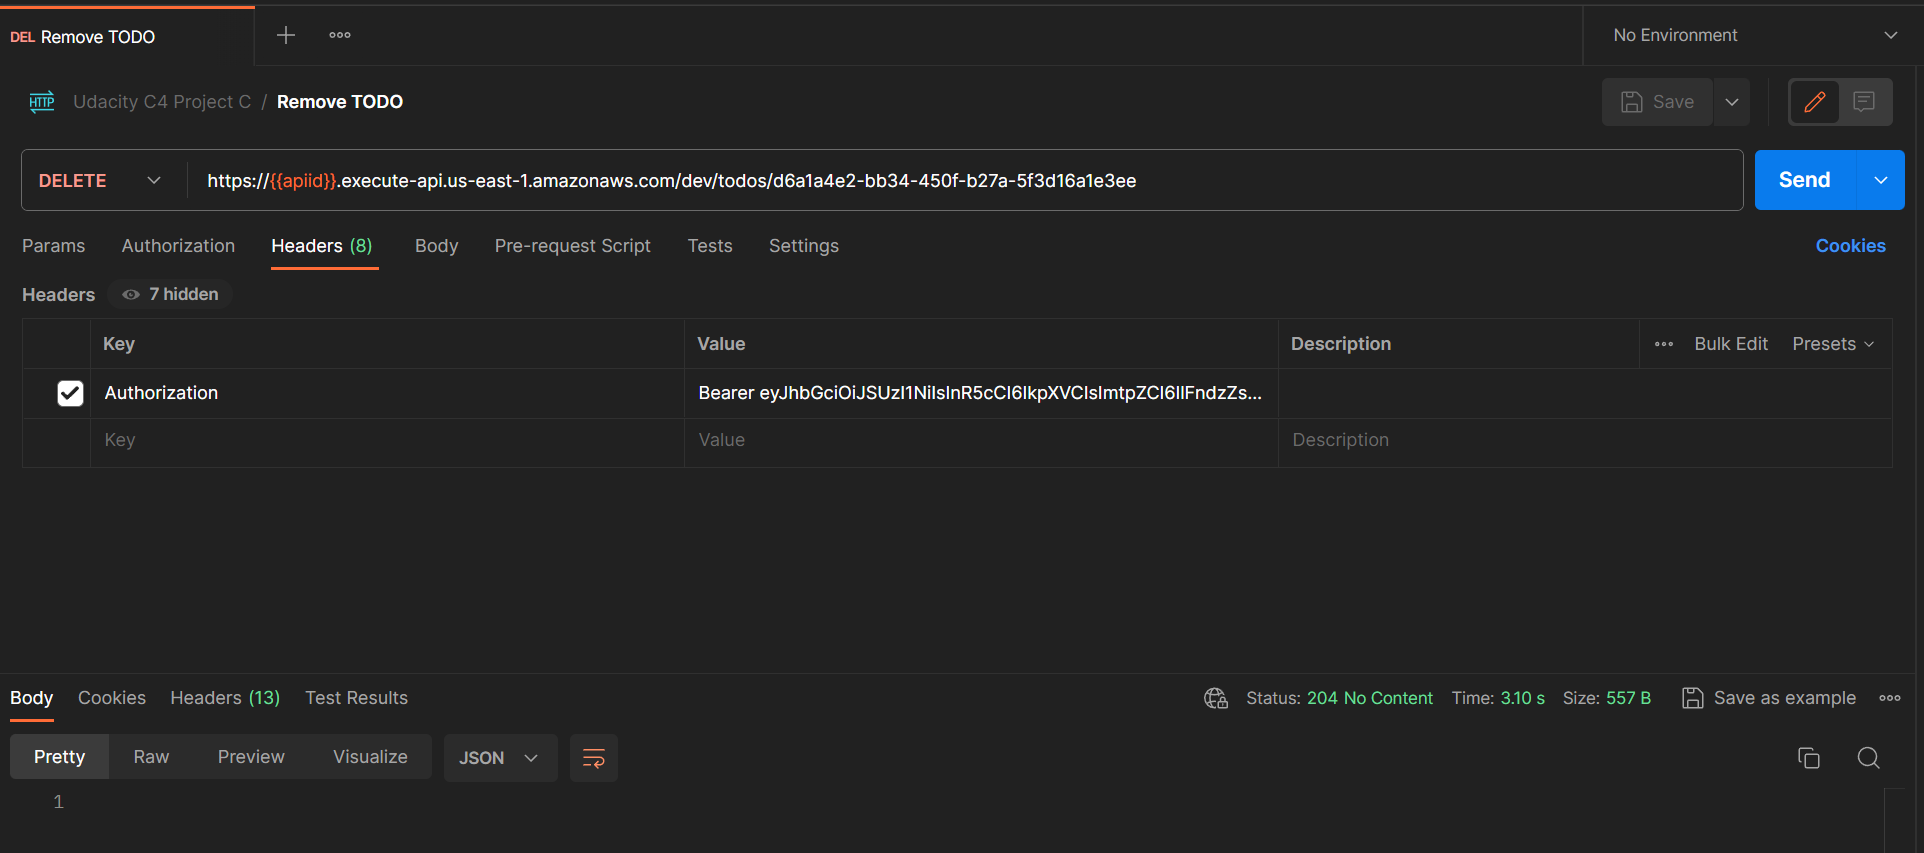 DEL Remove TODO
No Environment
HTTP Udacity C4 Project C / Remove TODO
Save
DELETE https://{{apiid}}.execute-api.us-east-1.amazonaws.com/dev/todos/d6a1a4e2-bb34-450f-b27a-5f3d16a1e3ee
Send
Params Authorization Headers (8) Body Pre-request Script Tests Settings Cookies
Headers 7 hidden
Key Value Description Bulk Edit Presets
Authorization Bearer eyJhbGciOiJSUzI1NiIsInR5cCI6IkpXVCIsImtpZCI6IlFndzZs...
Key Value Description
Body Cookies Headers (13) Test Results Status: 204 No Content Time: 3.10 s Size: 557 B Save as example
Pretty Raw Preview Visualize JSON
1